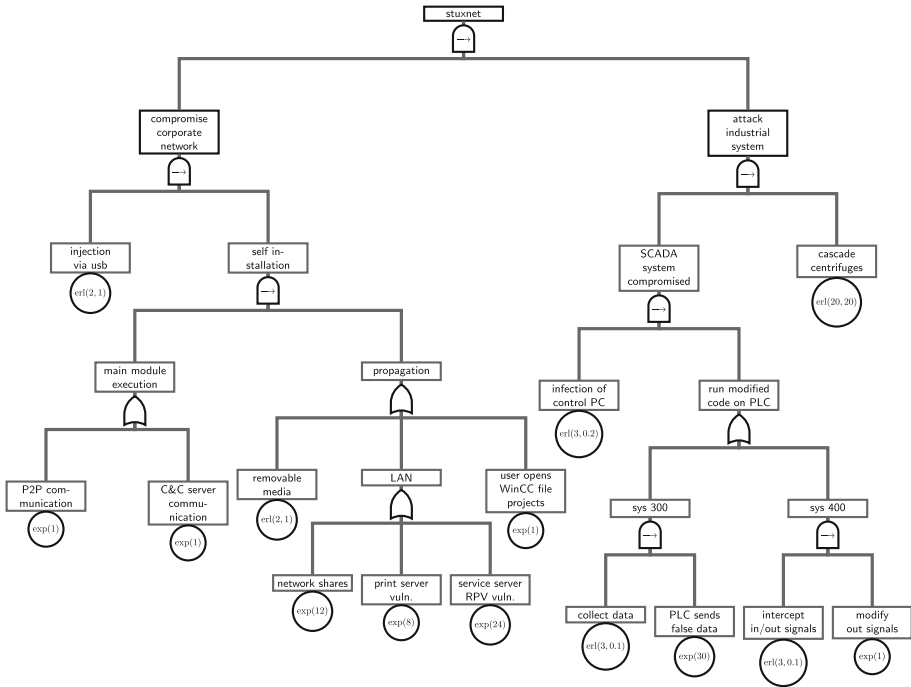 stuxnet
compromise
corporate
network
attack
industrial
system
injection
via usb
erl(2, 1)
self in-
stallation
SCADA
system
compromised
cascade
centrifuges
erl(20, 20)
main module
execution
propagation
infection of
control PC
erl(3, 0.2)
run modified
code on PLC
P2P com-
munication
exp(1)
C&C server
commu-
nication
exp(1)
removable
media
erl(2, 1)
LAN
user opens
WinCC file
projects
exp(1)
sys 300
sys 400
network shares
exp(12)
print server
vuln.
exp(8)
service server
RPV vuln.
exp(24)
collect data
erl(3, 0.1)
PLC sends
false data
exp(30)
intercept
in/out signals
erl(3, 0.1)
modify
out signals
exp(1)